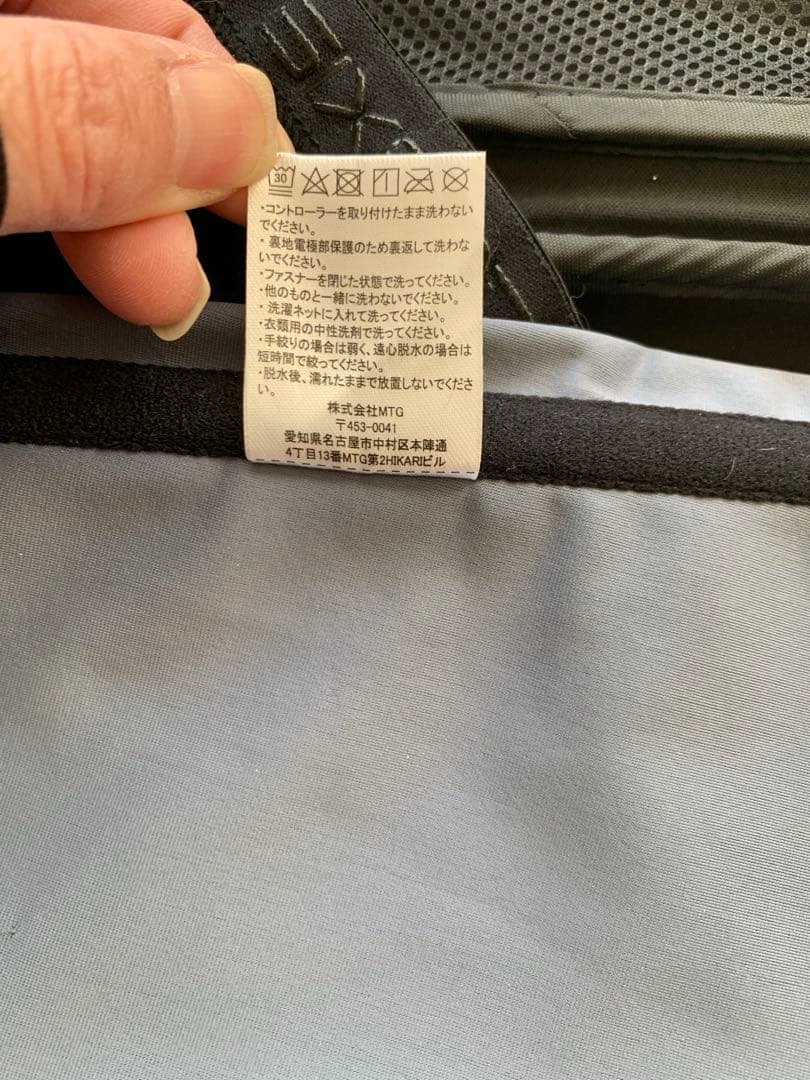 30
・コントローラーを取り付けたまま洗わない
でください。
・裏地電極部保護のため裏返して洗わな
いでください。
・ファスナーを閉じた状態で洗ってください。
・他のものと一緒に洗わないでください。
・洗濯ネットに入れて洗ってください。
・衣類用の中性洗剤で洗ってください。
・手絞りの場合は弱く、遠心脱水の場合は
短時間で絞ってください。
・脱水後、濡れたままで放置しないでくださ
い。
株式会社MTG
〒453-0041
愛知県名古屋市中村区本陣通
4丁目13番MTG第2HIKARIビル